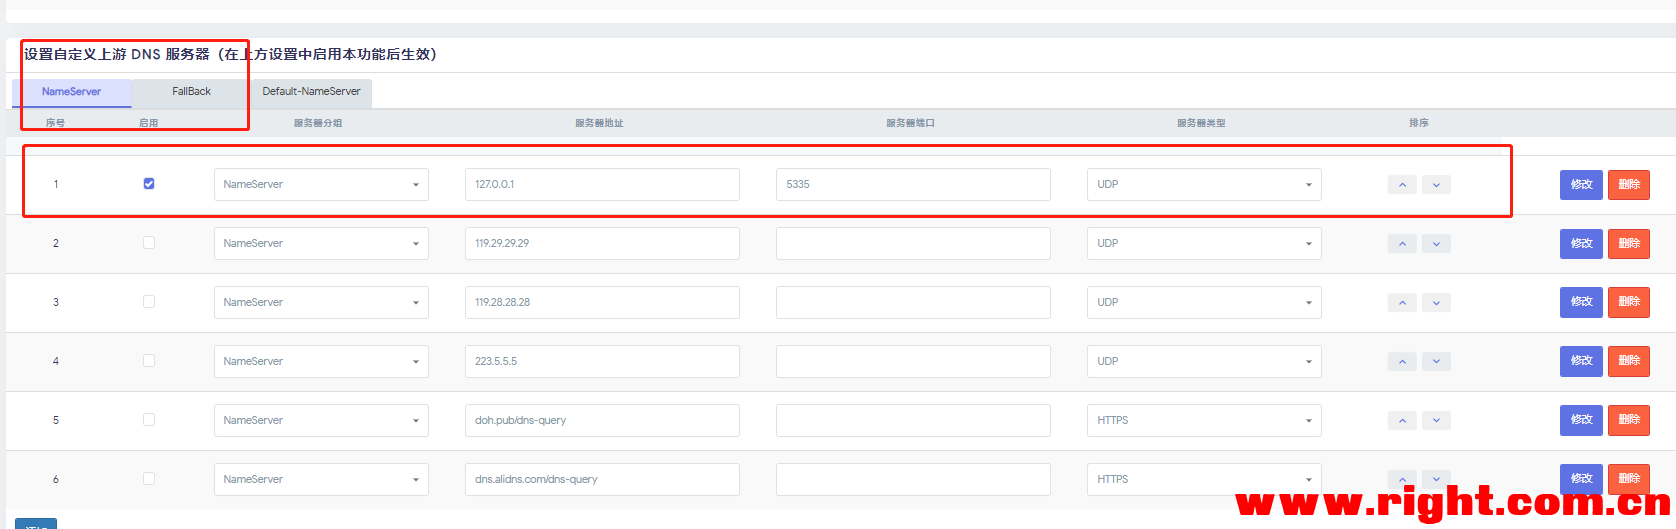 设置自定义上游 DNS 服务器（在上方设置中启用本功能后生效）
NameServer FallBack Default-NameServer
序号 启用 服务器分组 服务器地址 服务器端口 服务器类型 排序
1 NameServer 127.0.0.1 5335 UDP 修改 删除
2 NameServer 119.29.29.29 UDP 修改 删除
3 NameServer 119.28.28.28 UDP 修改 删除
4 NameServer 223.5.5.5 UDP 修改 删除
5 NameServer doh.pub/dns-query HTTPS 修改 删除
6 NameServer dns.alidns.com/dns-query HTTPS 修改 删除
www.right.com.cn